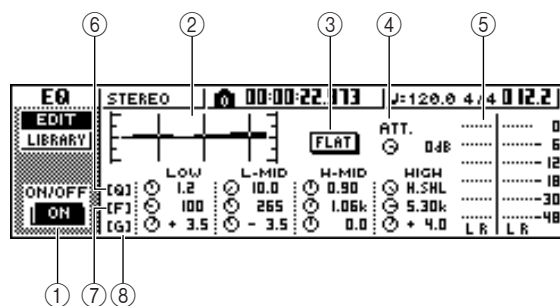 ⑥ ② ③ ④ ⑤
EQ STEREO 00:00:22.173 ♩=120.0 4/4 012.2
EDIT
LIBRARY
FLAT
ATT.
0dB
0
6
12
18
30
48
L R L R
LOW L-MID H-MID HIGH
ON/OFF
ON
[Q] 1.2 10.0 0.90 H.SHL
[F] 100 265 1.06k 5.30k
[G] + 3.5 - 3.5 0.0 + 4.0
① ⑦ ⑧